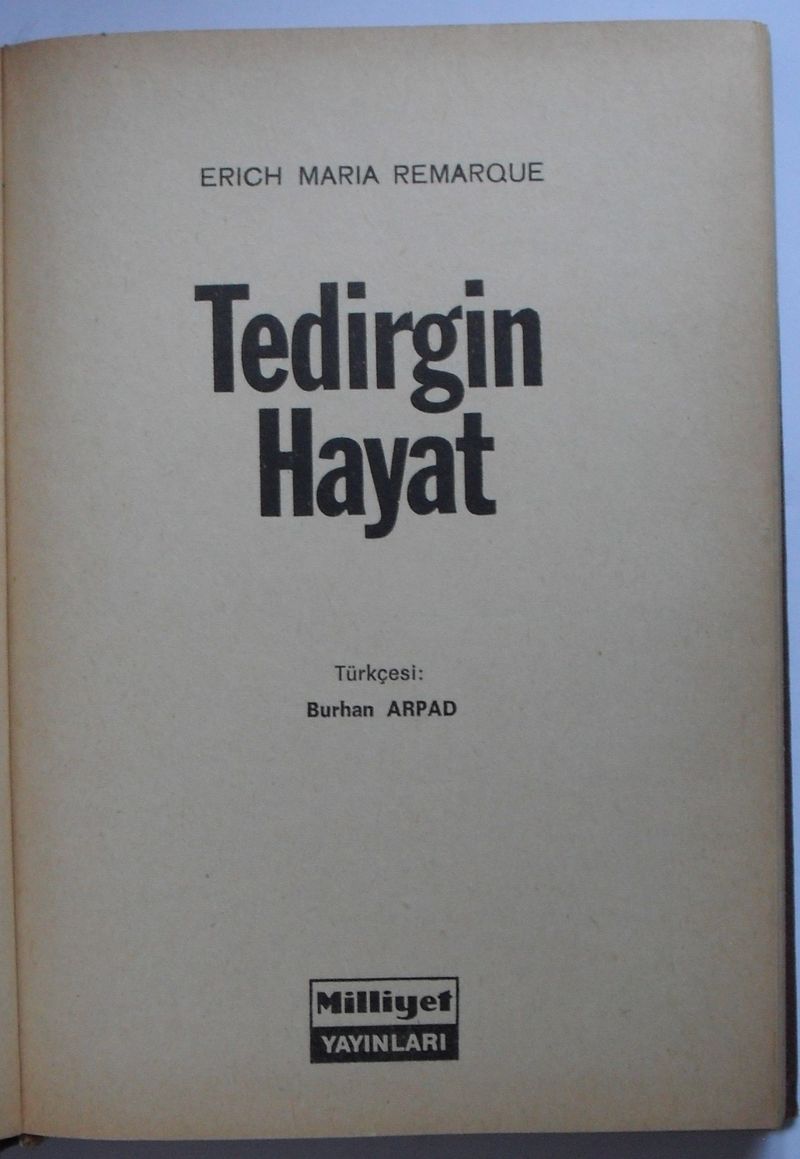 ERICH MARIA REMARQUE
Tedirgin
Hayat
Türkçesi:
Burhan ARPAD
Milliyet
YAYINLARI